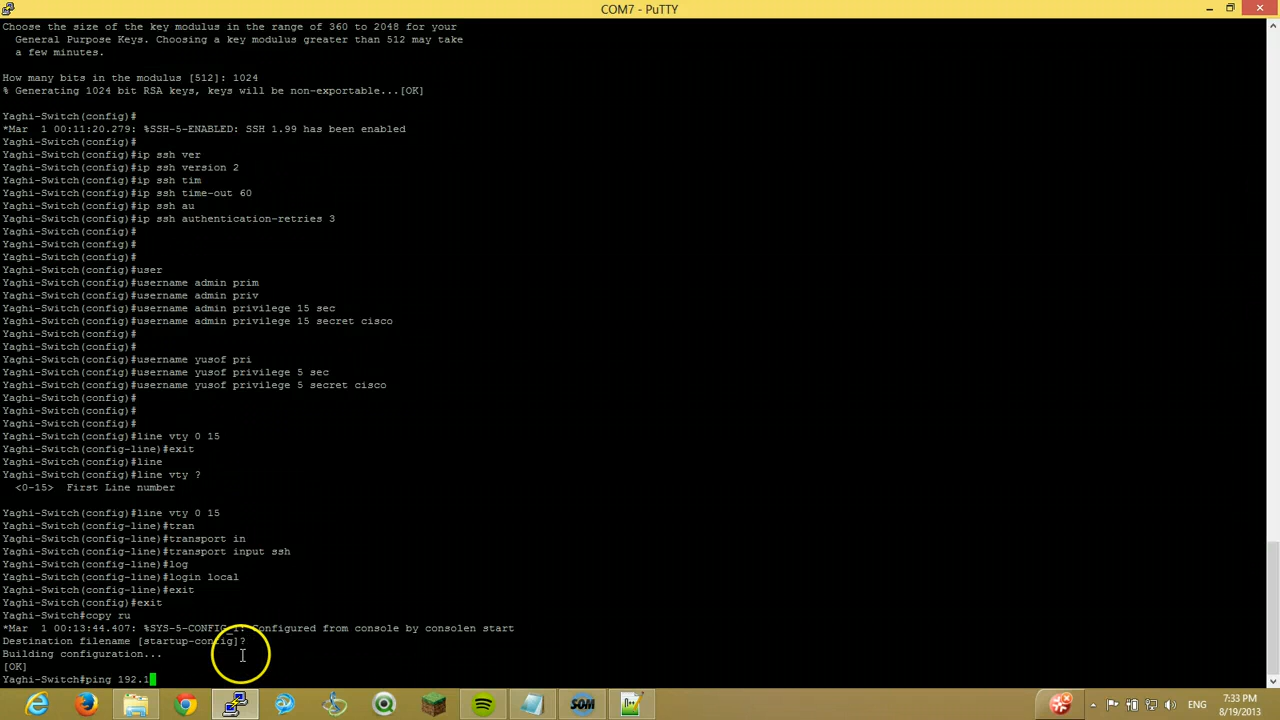 COM7 - PuTTY
Choose the size of the key modulus in the range of 360 to 2048 for your
General Purpose Keys. Choosing a key modulus greater than 512 may take
a few minutes.
How many bits in the modulus [512]: 1024
% Generating 1024 bit RSA keys, keys will be non-exportable...[OK]
Yaghi-Switch(config)#
*Mar 1 00:11:20.279: %SSH-5-ENABLED: SSH 1.99 has been enabled
Yaghi-Switch(config)#
Yaghi-Switch(config)#ip ssh ver
Yaghi-Switch(config)#ip ssh version 2
Yaghi-Switch(config)#ip ssh tim
Yaghi-Switch(config)#ip ssh time-out 60
Yaghi-Switch(config)#ip ssh au
Yaghi-Switch(config)#ip ssh authentication-retries 3
Yaghi-Switch(config)#
Yaghi-Switch(config)#
Yaghi-Switch(config)#
Yaghi-Switch(config)#user
Yaghi-Switch(config)#username admin prim
Yaghi-Switch(config)#username admin priv
Yaghi-Switch(config)#username admin privilege 15 sec
Yaghi-Switch(config)#username admin privilege 15 secret cisco
Yaghi-Switch(config)#
Yaghi-Switch(config)#
Yaghi-Switch(config)#username yusof pri
Yaghi-Switch(config)#username yusof privilege 5 sec
Yaghi-Switch(config)#username yusof privilege 5 secret cisco
Yaghi-Switch(config)#
Yaghi-Switch(config)#
Yaghi-Switch(config)#
Yaghi-Switch(config)#line vty 0 15
Yaghi-Switch(config-line)#exit
Yaghi-Switch(config)#line
Yaghi-Switch(config)#line vty ?
<0-15> First Line number
Yaghi-Switch(config)#line vty 0 15
Yaghi-Switch(config-line)#tran
Yaghi-Switch(config-line)#transport in
Yaghi-Switch(config-line)#transport input ssh
Yaghi-Switch(config-line)#log
Yaghi-Switch(config-line)#login local
Yaghi-Switch(config-line)#exit
Yaghi-Switch(config)#exit
Yaghi-Switch#copy ru
*Mar 1 00:13:44.407: %SYS-5-CONFIG_I: Configured from console by consolen start
Destination filename [startup-config]?
Building configuration...
[OK]
Yaghi-Switch#ping 192.1
SOM
ENG
7:33 PM
8/19/2013